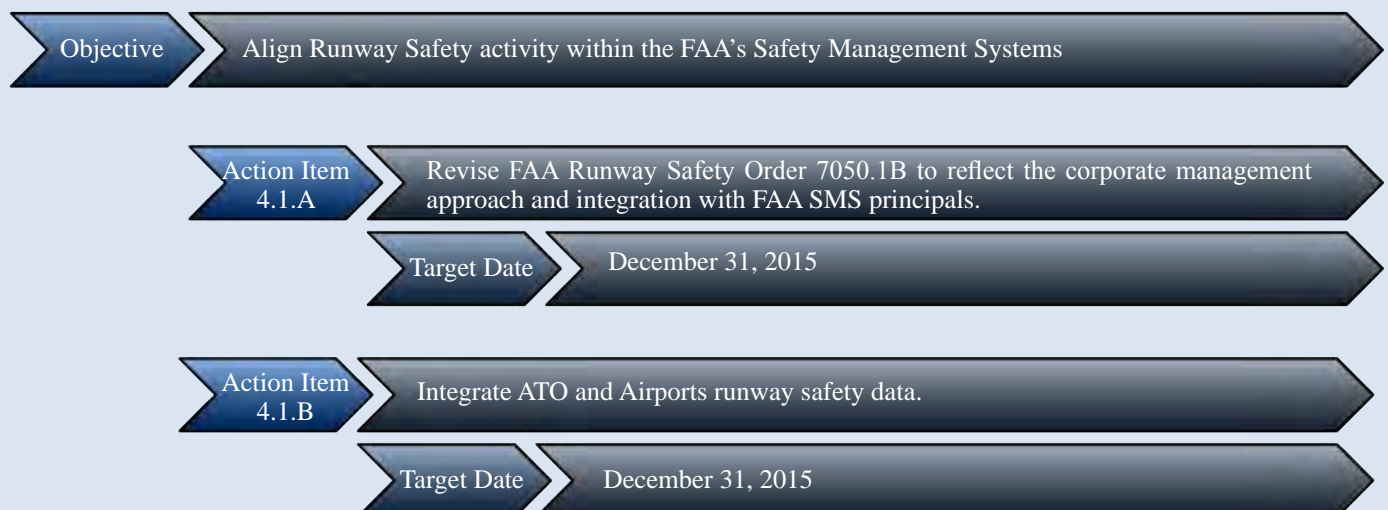 Objective
Align Runway Safety activity within the FAA’s Safety Management Systems
Action Item
4.1.A
Revise FAA Runway Safety Order 7050.1B to reflect the corporate management
approach and integration with FAA SMS principals.
Target Date
December 31, 2015
Action Item
4.1.B
Integrate ATO and Airports runway safety data.
Target Date
December 31, 2015